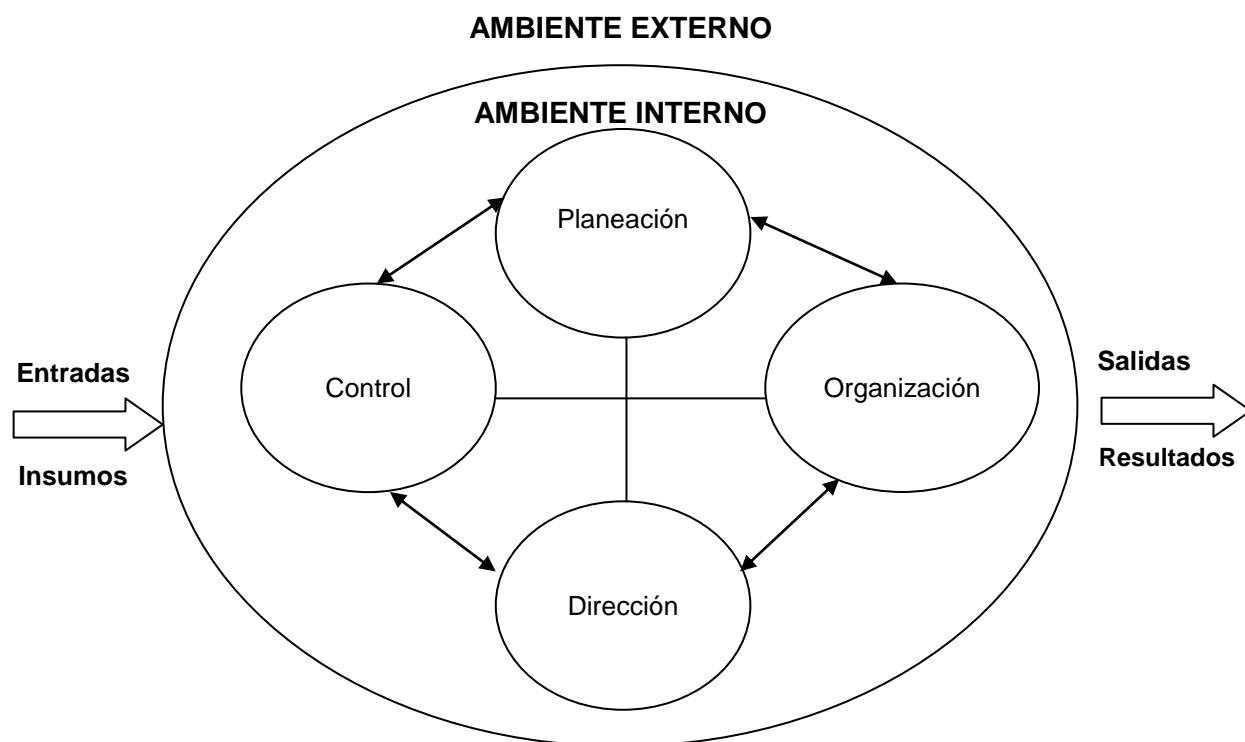 AMBIENTE EXTERNO
AMBIENTE INTERNO
Planeación
Entradas
Insumos
Control
Organización
Salidas
Resultados
Dirección